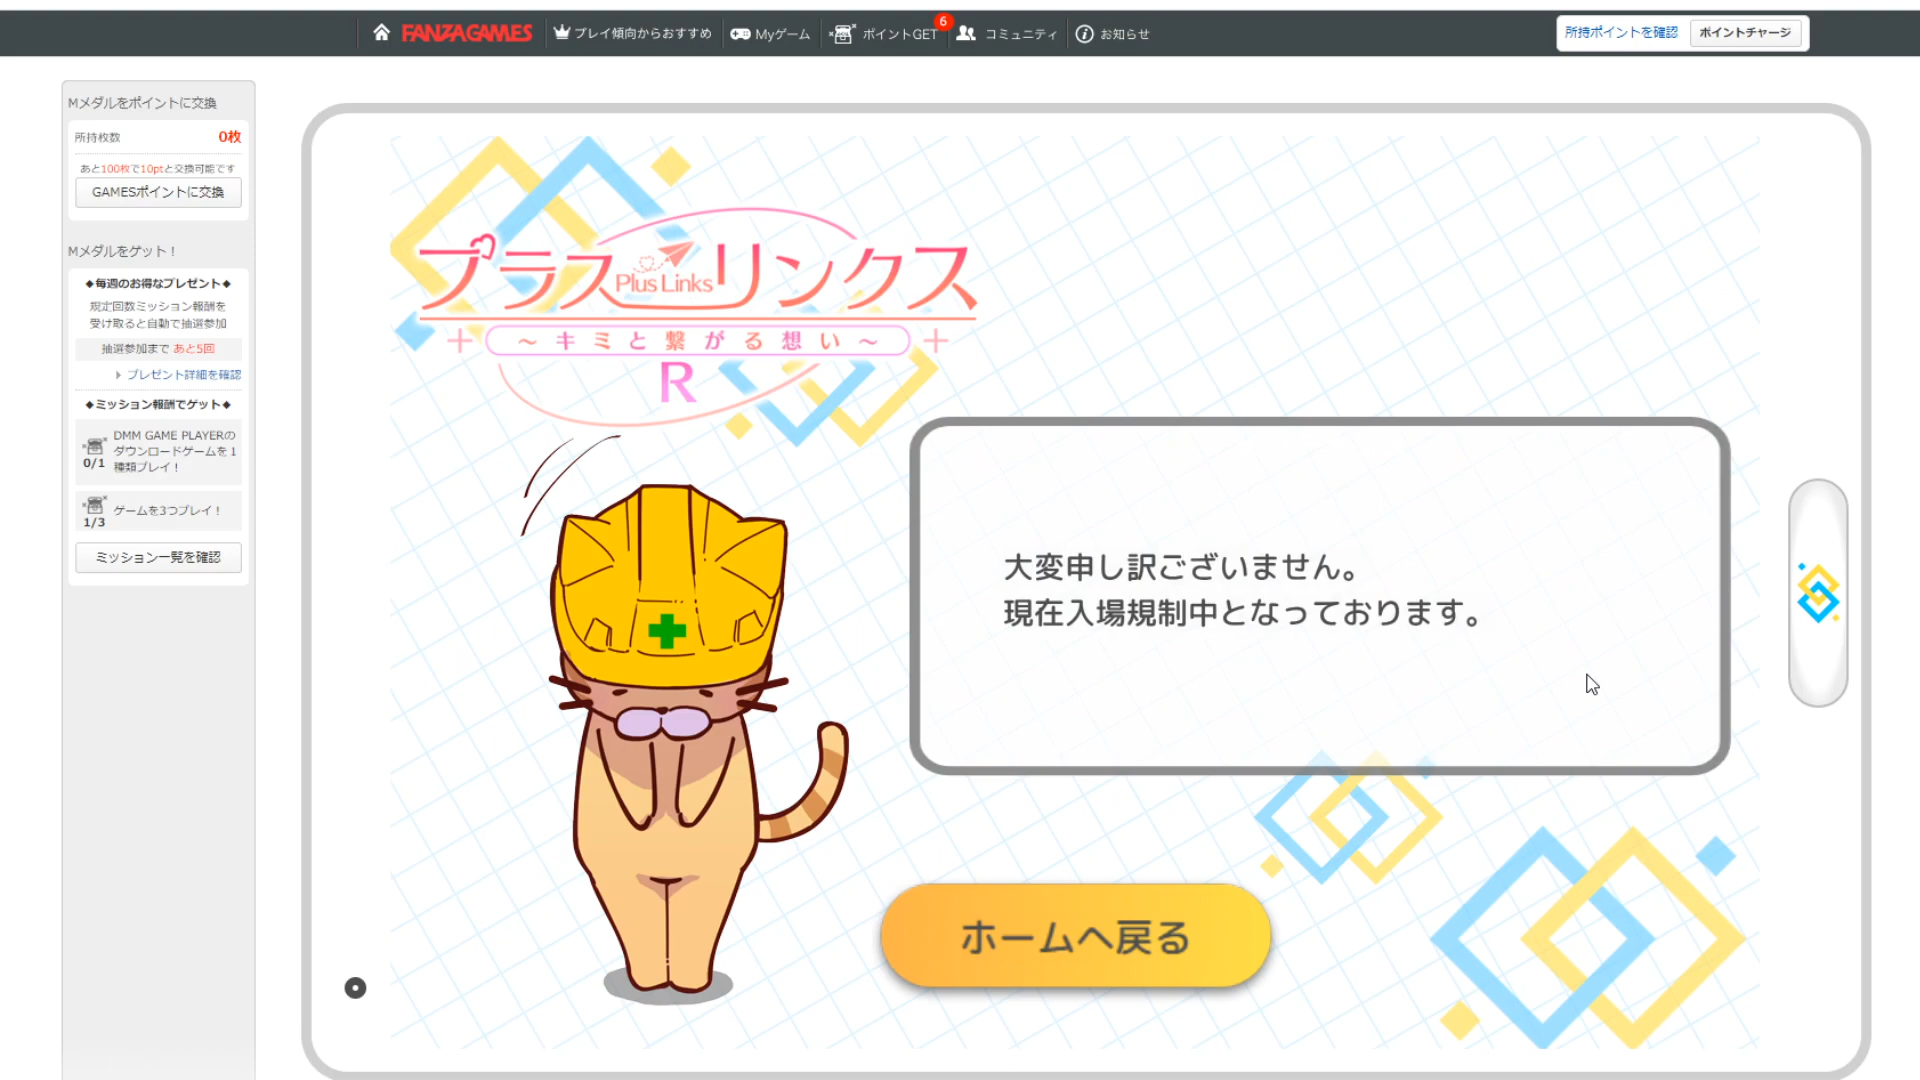 FANZAGAMES
プレイ傾向からおすすめ
Myゲーム
ポイントGET
6
コミュニティ
お知らせ
所持ポイントを確認
ポイントチャージ
Mメダルをポイントに交換
所持枚数 0枚
あと100枚で10ptと交換可能です
GAMESポイントに交換
Mメダルをゲット！
◆毎週のお得なプレゼント◆
規定回数ミッション報酬を
受け取ると自動で抽選参加
抽選参加まで あと5回
プレゼント詳細を確認
◆ミッション報酬でゲット◆
DMM GAME PLAYERの
ダウンロードゲームを1
種類プレイ！
0/1
ゲームを3つプレイ！
1/3
ミッション一覧を確認
プラスリンクス
Plus Links
～キミと繋がる想い～
R
大変申し訳ございません。
現在入場規制中となっております。
ホームへ戻る